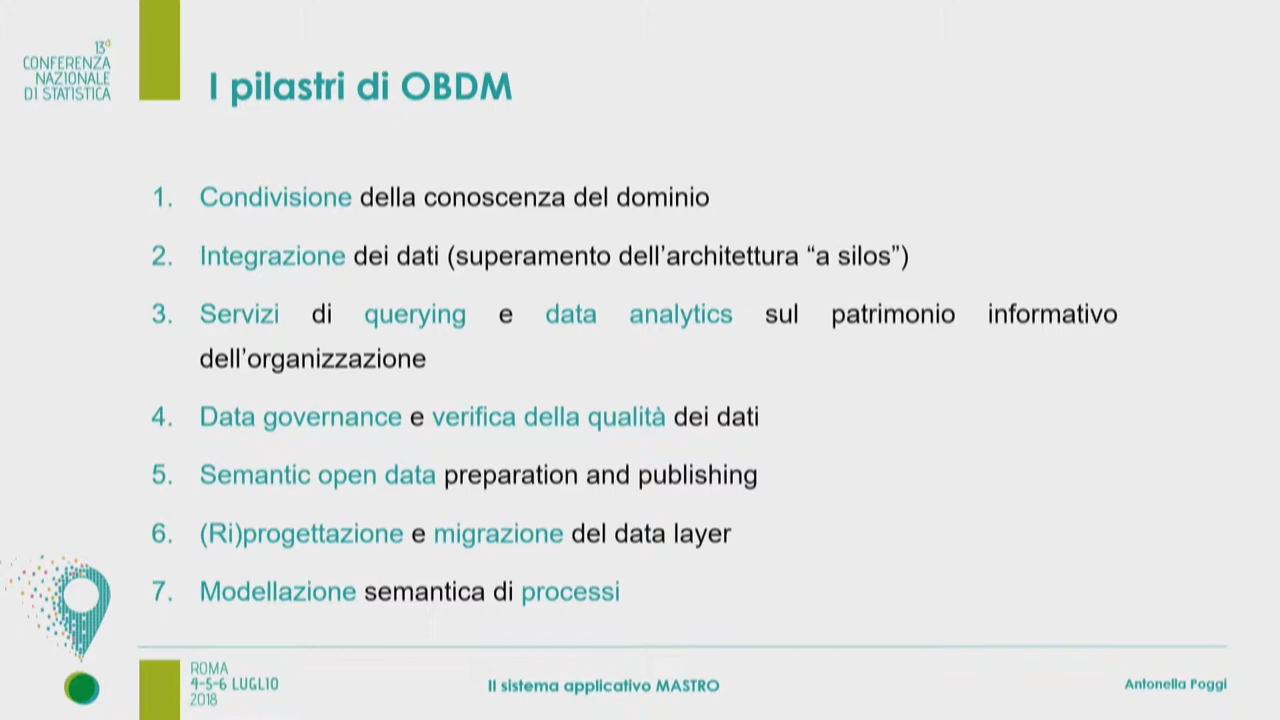 13ª
CONFERENZA
NAZIONALE
DI STATISTICA
I pilastri di OBDM
1. Condivisione della conoscenza del dominio
2. Integrazione dei dati (superamento dell’architettura “a silos”)
3. Servizi di querying e data analytics sul patrimonio informativo
dell’organizzazione
4. Data governance e verifica della qualità dei dati
5. Semantic open data preparation and publishing
6. (Ri)progettazione e migrazione del data layer
7. Modellazione semantica di processi
ROMA
4-5-6 LUGLIO
2018
Il sistema applicativo MASTRO
Antonella Poggi